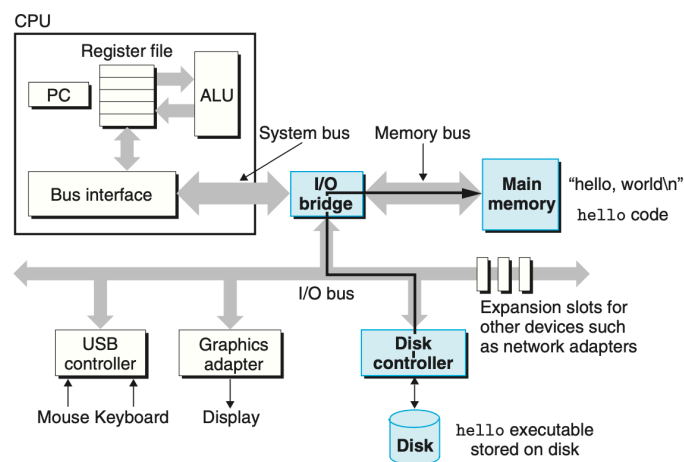 CPU
Register file
PC
ALU
System bus
Memory bus
Bus interface
I/O
bridge
Main
memory
“hello, world\n”
hello code
I/O bus
Expansion slots for
other devices such
as network adapters
USB
controller
Graphics
adapter
Disk
controller
Mouse Keyboard
Display
Disk
hello executable
stored on disk